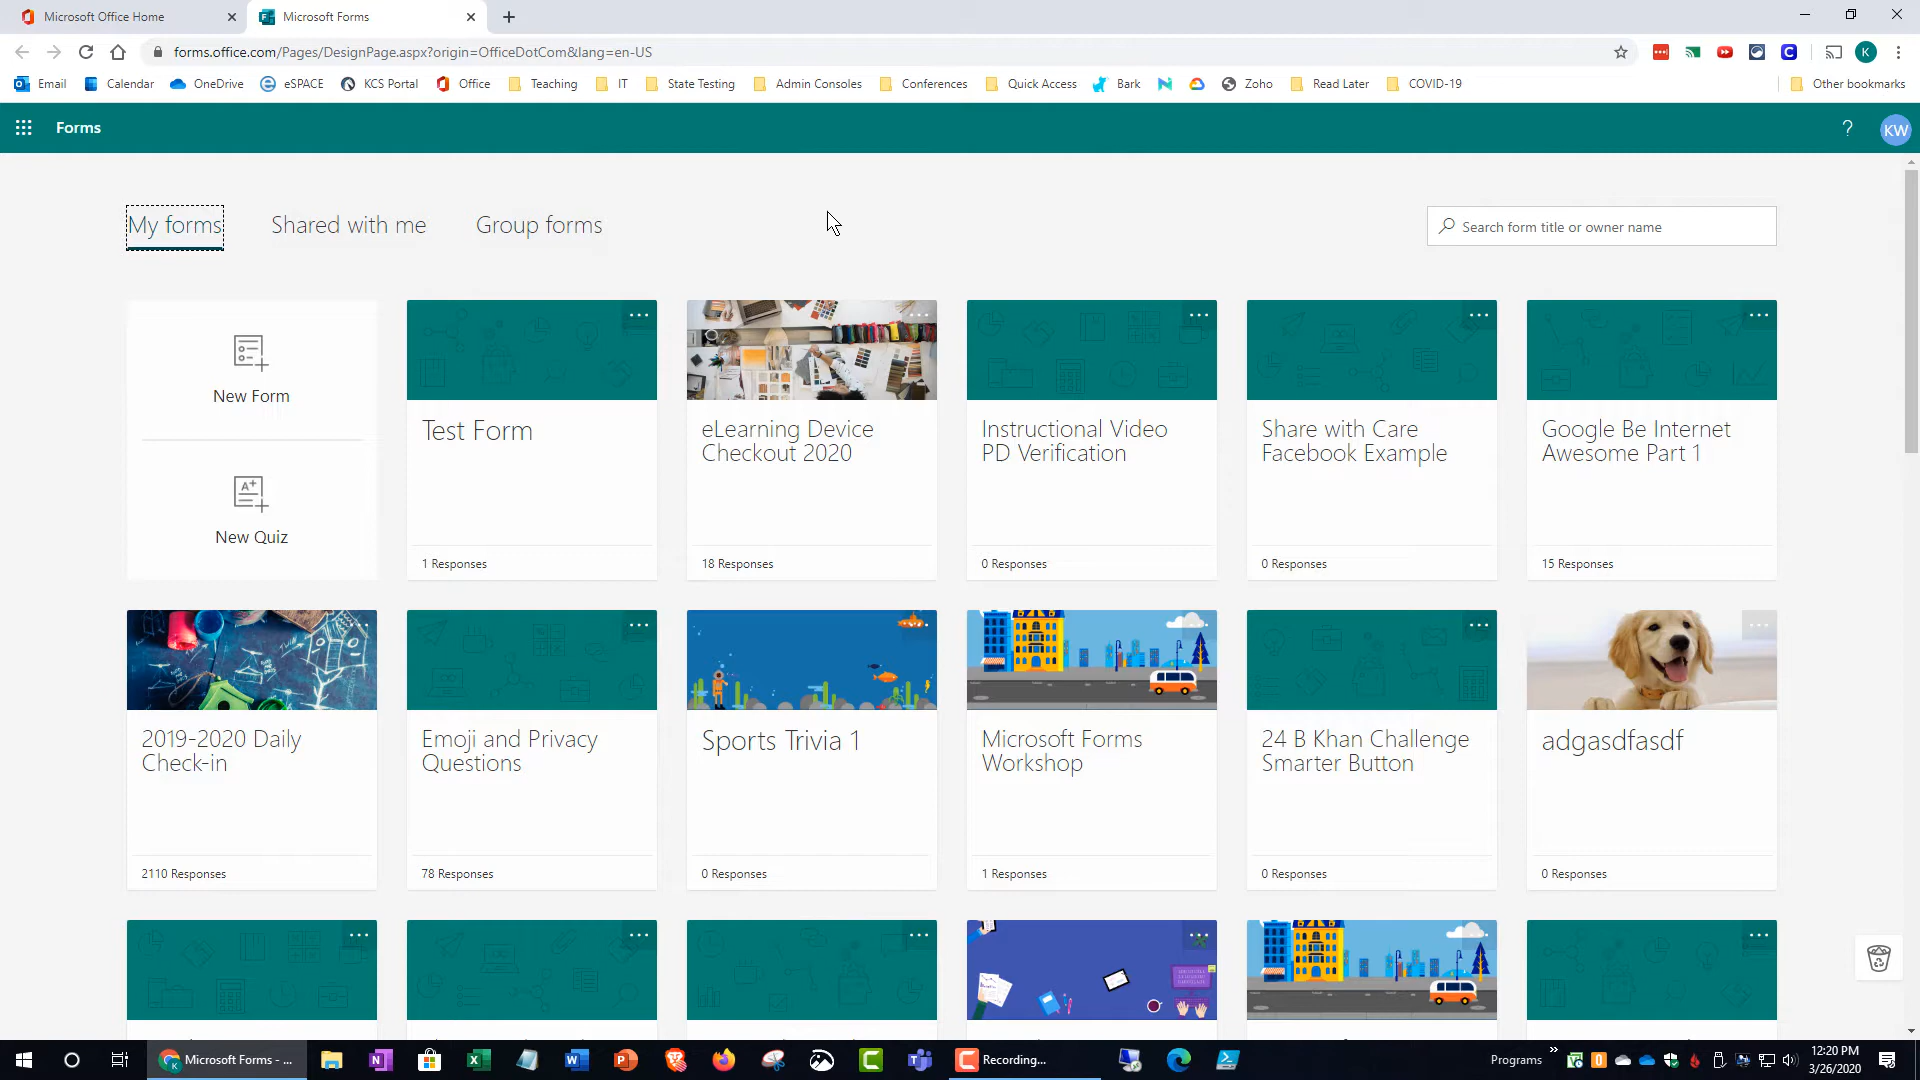 Microsoft Office Home
Microsoft Forms
forms.office.com/Pages/DesignPage.aspx?origin=OfficeDotCom&lang=en-US
K
Email
Calendar
OneDrive
eSPACE
KCS Portal
Office
Teaching
IT
State Testing
Admin Consoles
Conferences
Quick Access
Bark
Zoho
Read Later
COVID-19
Other bookmarks
Forms
?
KW
My forms
Shared with me
Group forms
Search form title or owner name
New Form
New Quiz
Test Form
1 Responses
eLearning Device
Checkout 2020
18 Responses
Instructional Video
PD Verification
0 Responses
Share with Care
Facebook Example
0 Responses
Google Be Internet
Awesome Part 1
15 Responses
2019-2020 Daily
Check-in
2110 Responses
Emoji and Privacy
Questions
78 Responses
Sports Trivia 1
0 Responses
Microsoft Forms
Workshop
1 Responses
24 B Khan Challenge
Smarter Button
0 Responses
adgasdfasdf
0 Responses
Microsoft Forms - ...
Recording...
Programs
12:20 PM
3/26/2020